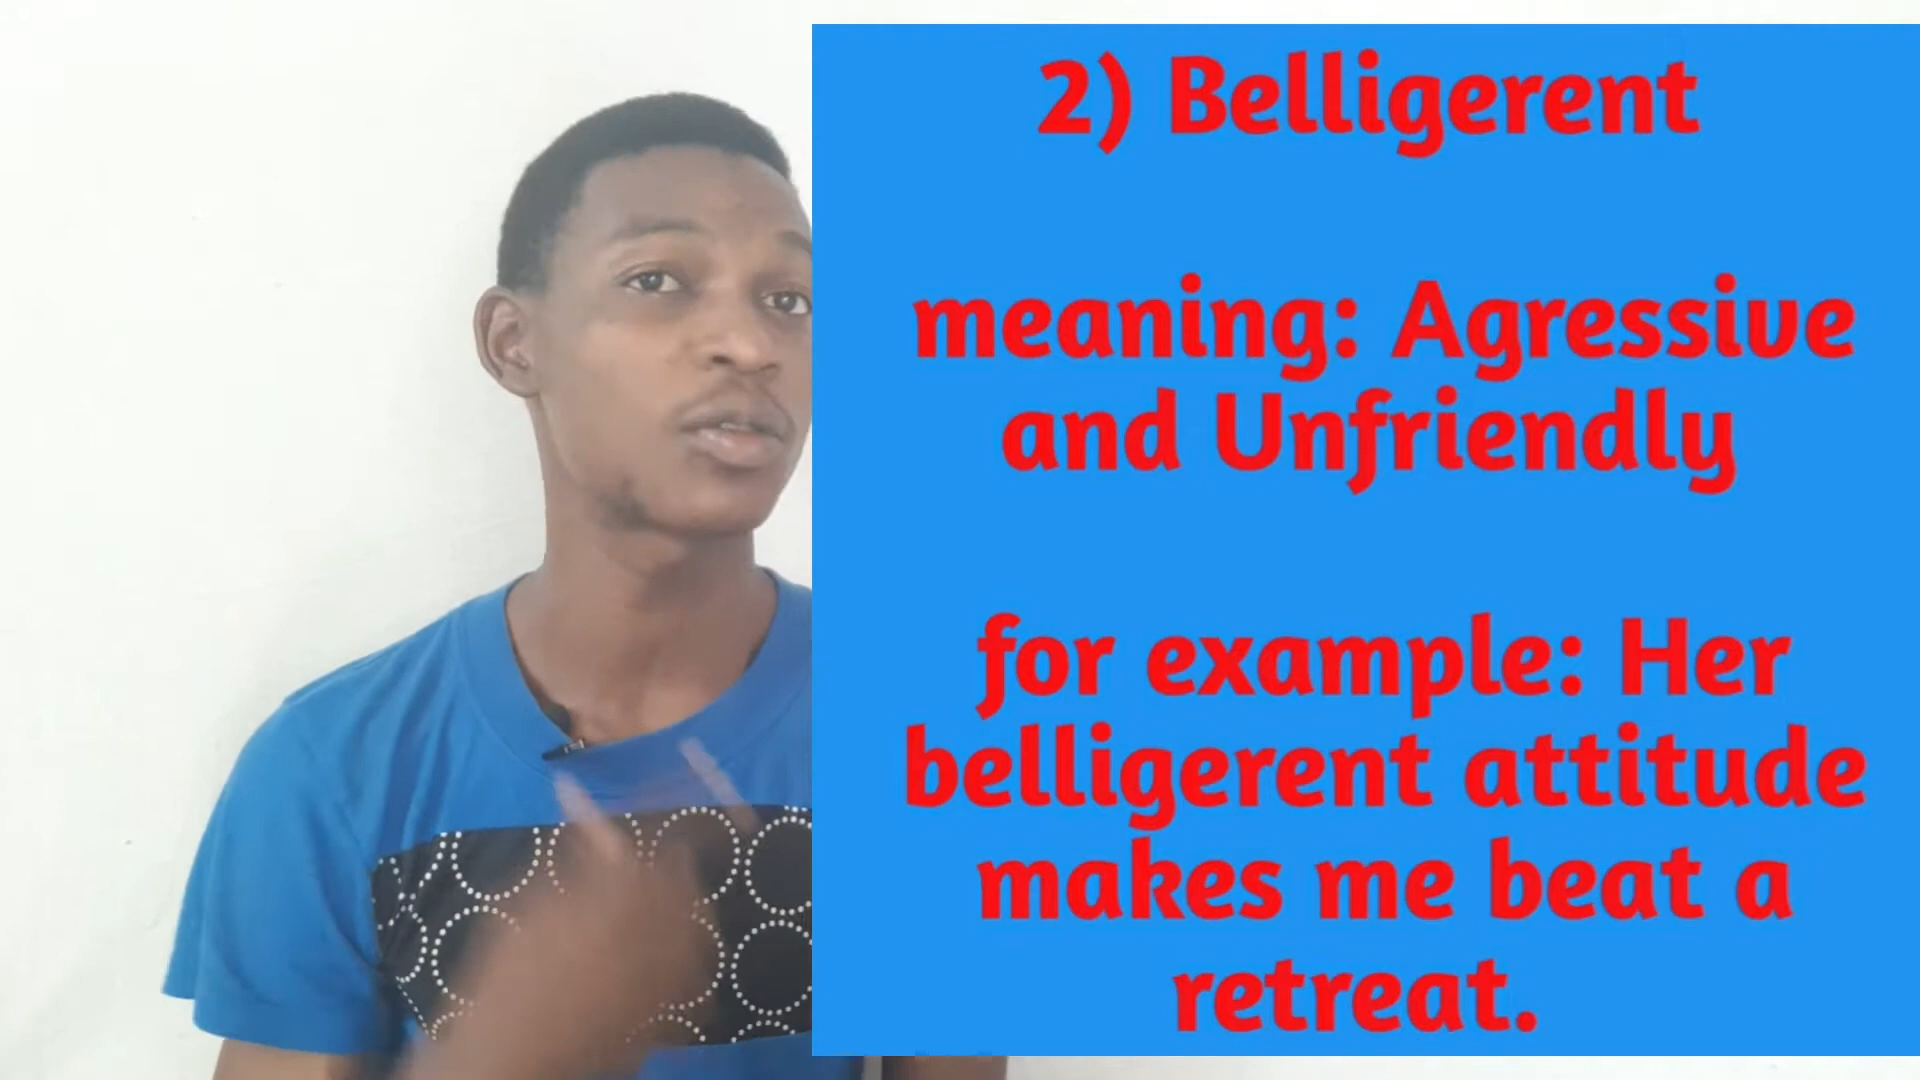 2) Belligerent
meaning: Agressive
and Unfriendly
for example: Her
belligerent attitude
makes me beat a
retreat.